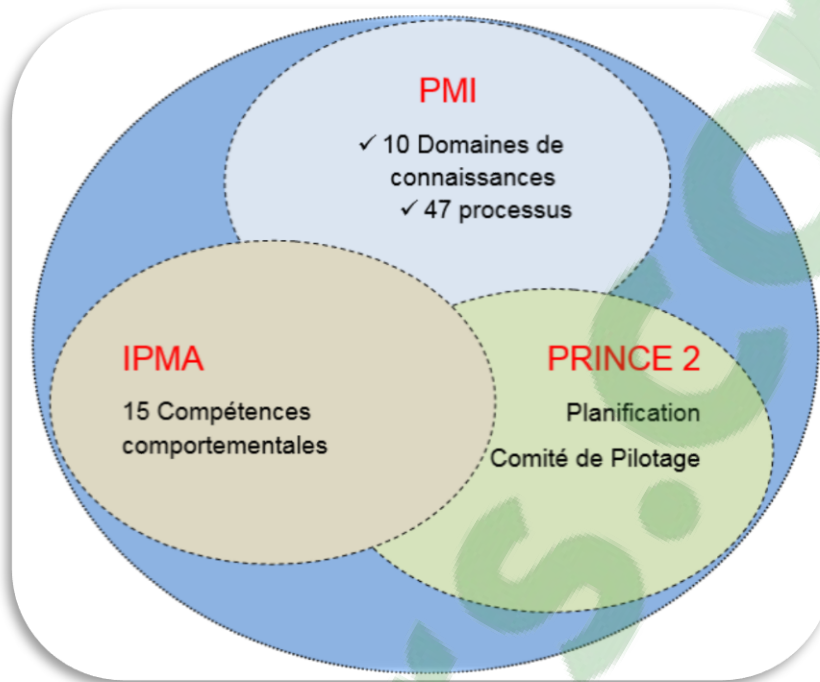 PMI
✓ 10 Domaines de
connaissances
✓ 47 processus
IPMA
15 Compétences
comportementales
PRINCE 2
Planification
Comité de Pilotage